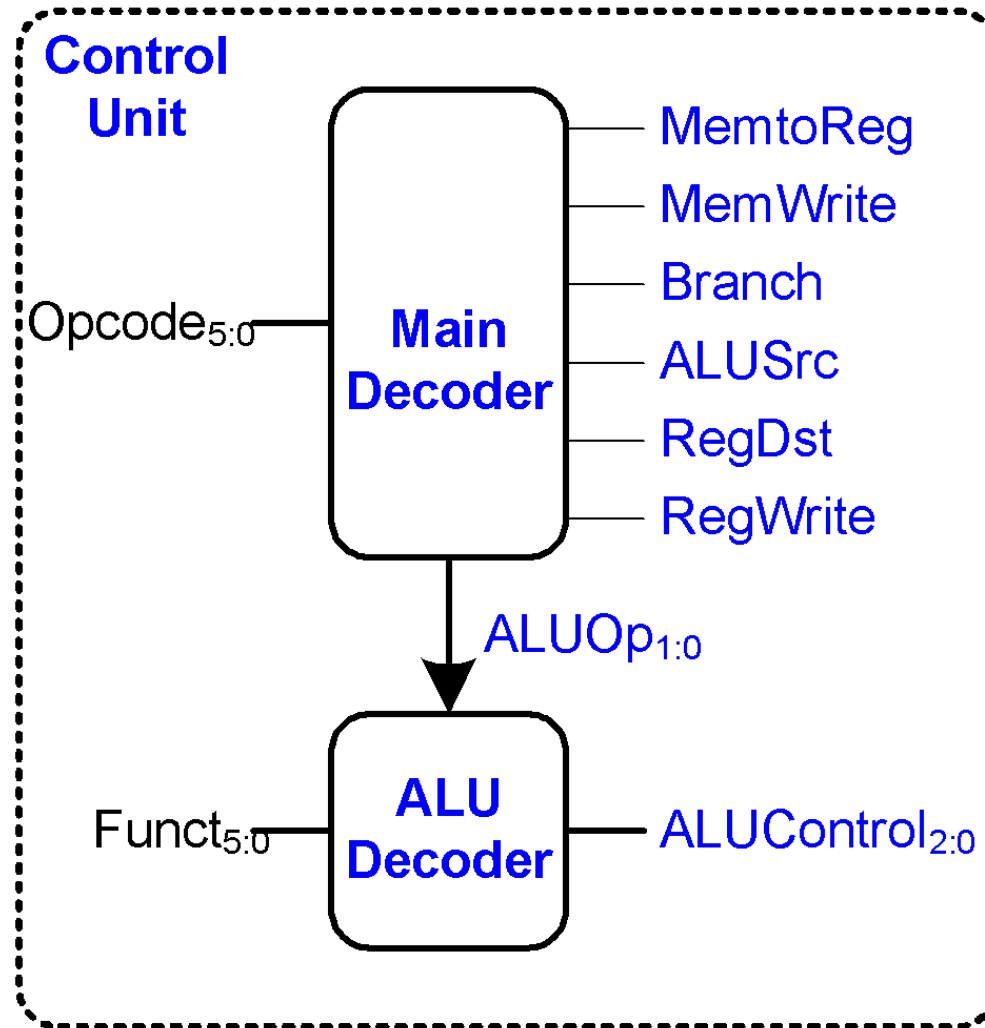 Control
Unit
MemtoReg
MemWrite
Branch
Opcode5:0
Main
Decoder
ALUSrc
RegDst
RegWrite
ALUOp1:0
ALU
Decoder
Funct5:0
ALUControl2:0